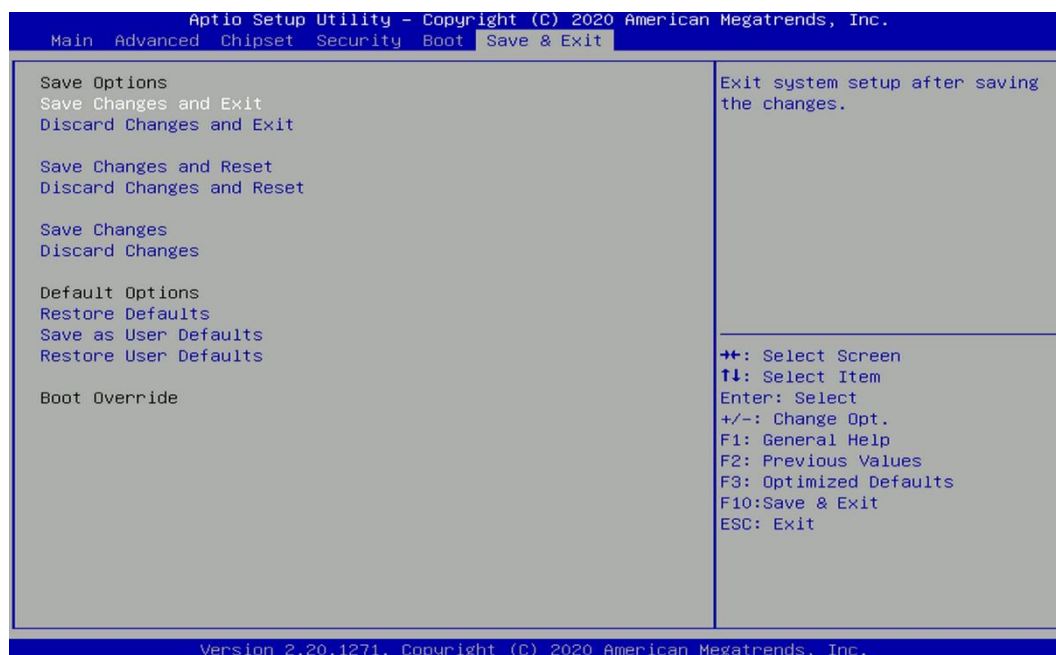 Aptio Setup Utility – Copyright (C) 2020 American Megatrends, Inc.
Main Advanced Chipset Security Boot Save & Exit
Save Options
Save Changes and Exit
Discard Changes and Exit
Save Changes and Reset
Discard Changes and Reset
Save Changes
Discard Changes
Default Options
Restore Defaults
Save as User Defaults
Restore User Defaults
Boot Override
Exit system setup after saving
the changes.
→←: Select Screen
↑↓: Select Item
Enter: Select
+/-: Change Opt.
F1: General Help
F2: Previous Values
F3: Optimized Defaults
F10:Save & Exit
ESC: Exit
Version 2.20.1271. Copyright (C) 2020 American Megatrends, Inc.